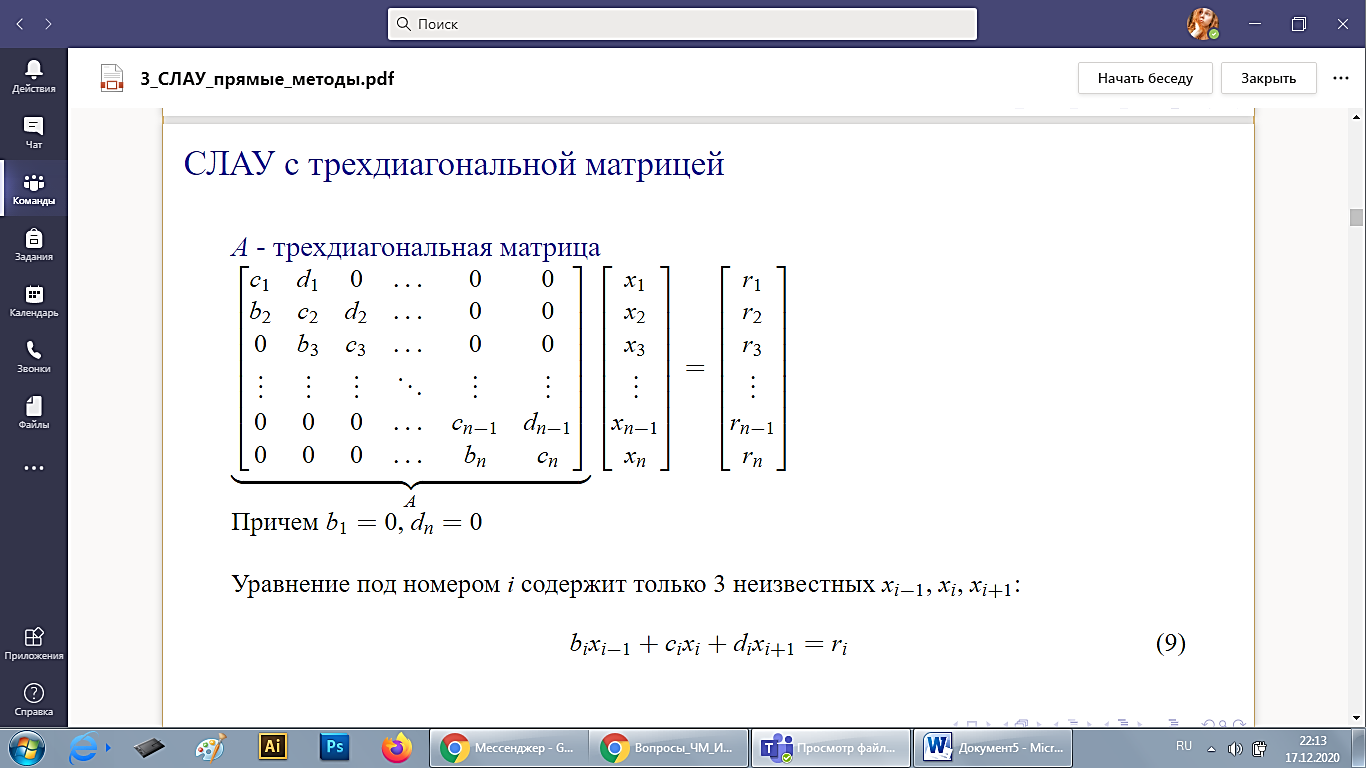 Поиск
Действия
Чат
Команды
Задания
Календарь
Звонки
Файлы
Приложения
Справка
3_СЛАУ_прямые_методы.pdf
Начать беседу
Закрыть
СЛАУ с трехдиагональной матрицей
A - трехдиагональная матрица
c₁ d₁ 0 … 0 0 x₁ r₁
b₂ c₂ d₂ … 0 0 x₂ r₂
0 b₃ c₃ … 0 0 x₃ = r₃
⋮ ⋮ ⋮ ⋱ ⋮ ⋮ ⋮ ⋮
0 0 0 … cₙ₋₁ dₙ₋₁ xₙ₋₁ rₙ₋₁
0 0 0 … bₙ cₙ xₙ rₙ
A
Причем b₁ = 0, dₙ = 0
Уравнение под номером i содержит только 3 неизвестных xᵢ₋₁, xᵢ, xᵢ₊₁:
bᵢxᵢ₋₁ + cᵢxᵢ + dᵢxᵢ₊₁ = rᵢ (9)
Ai
Ps
Мессенджер - G...
Вопросы_ЧМ_И...
Просмотр файл...
Документ5 - Micr...
RU
22:13
17.12.2020